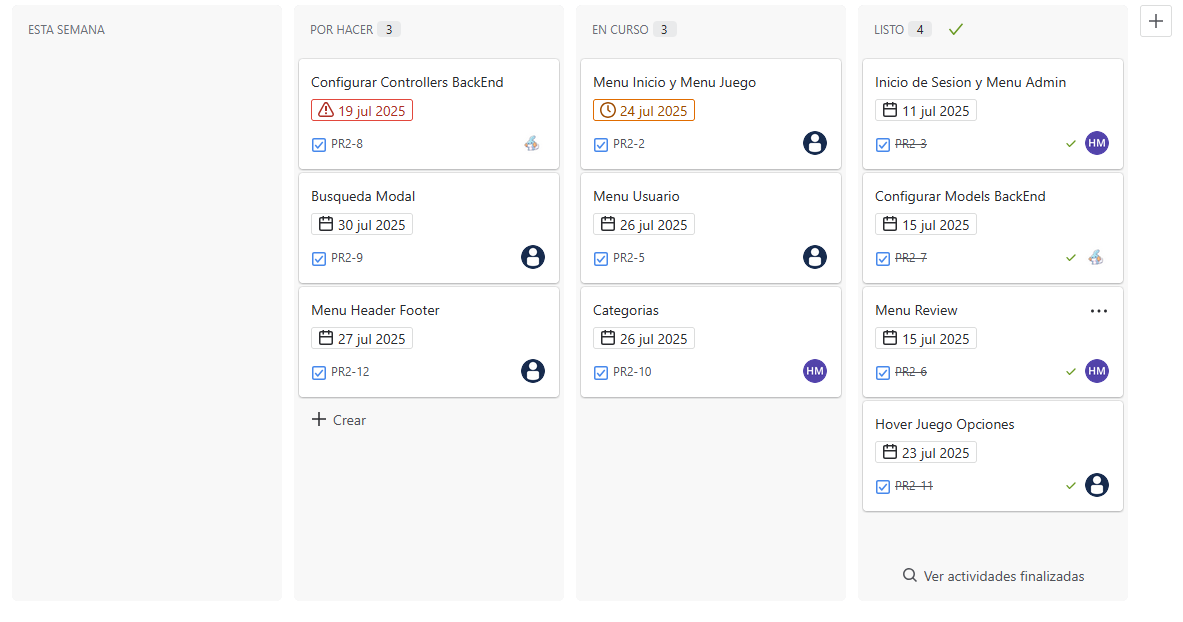 ESTA SEMANA
POR HACER 3
Configurar Controllers BackEnd
19 jul 2025
PR2-8
Busqueda Modal
30 jul 2025
PR2-9
Menu Header Footer
27 jul 2025
PR2-12
Crear
EN CURSO 3
Menu Inicio y Menu Juego
24 jul 2025
PR2-2
Menu Usuario
26 jul 2025
PR2-5
Categorias
26 jul 2025
PR2-10
HM
LISTO 4
Inicio de Sesion y Menu Admin
11 jul 2025
PR2-3 HM
Configurar Models BackEnd
15 jul 2025
PR2-7
Menu Review
15 jul 2025
PR2-6 HM
Hover Juego Opciones
23 jul 2025
PR2-11
Ver actividades finalizadas